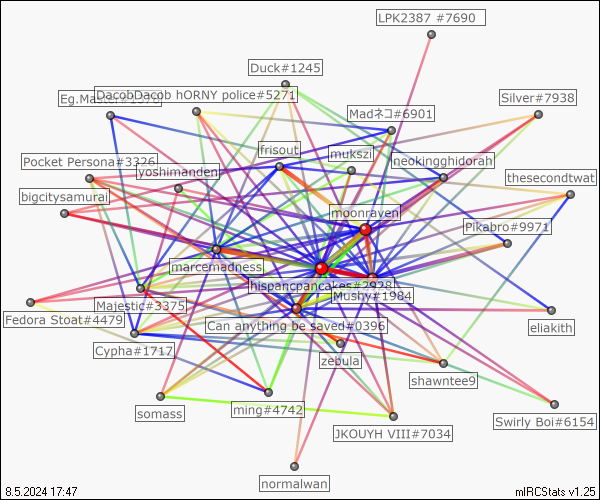 LPK2387 #7690
Duck#1245
DacobDacob hORNY police#5271
Eg.Master#1376
Silver#7938
Madネコ#6901
frisout
mukszi
Pocket Persona#3326
neokingghidorah
yoshimanden
thesecondtwat
bigcitysamurai
moonraven
Pikabro#9971
marcemadness
hispancpancakes#2928
Mushy#1984
Majestic#3375
Fedora Stoat#4479
Can anything be saved#0396
eliakith
Cypha#1717
zebula
shawntee9
somass
ming#4742
Swirly Boi#6154
JKOUYH VIII#7034
normalwan
8.5.2024 17:47
mIRCStats v1.25